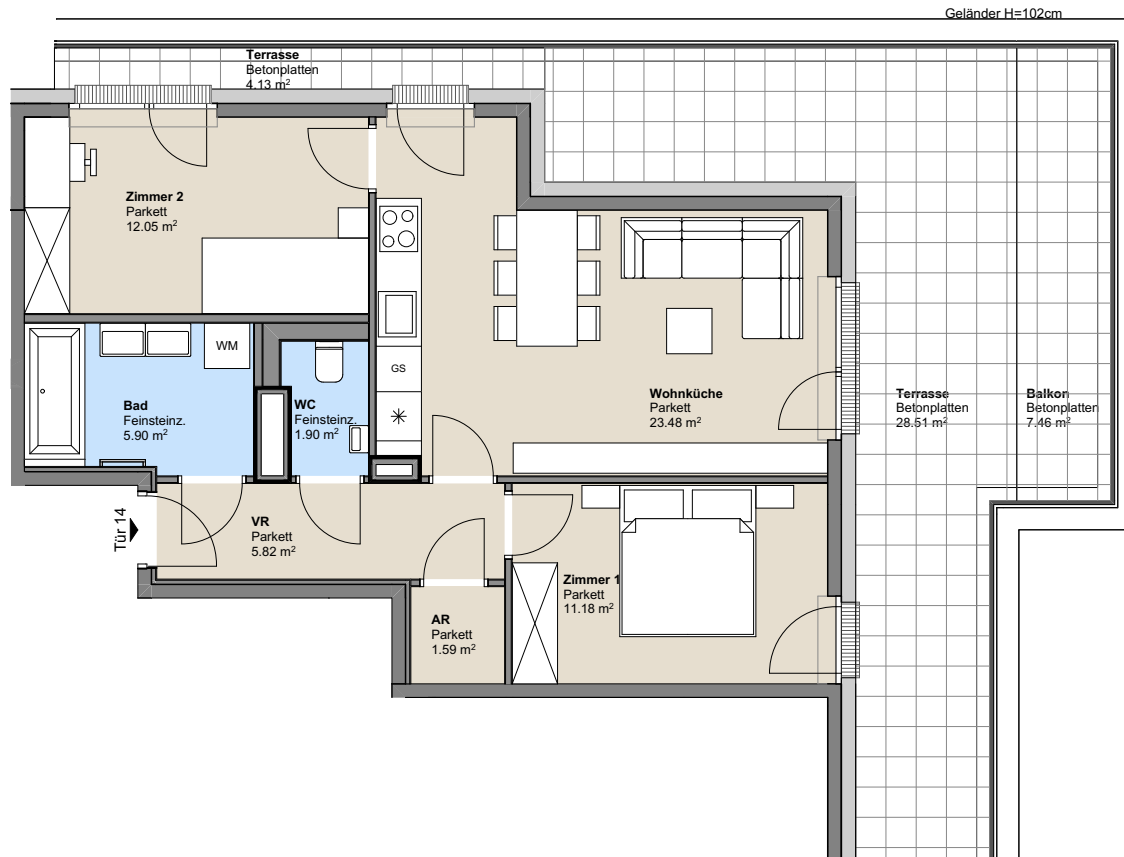 Geländer H=102cm
Terrasse
Betonplatten
4.13 m²
Zimmer 2
Parkett
12.05 m²
WM
GS
Bad
Feinsteinz.
5.90 m²
WC
Feinsteinz.
1.90 m²
Wohnküche
Parkett
23.48 m²
Terrasse
Betonplatten
28.51 m²
Balkon
Betonplatten
7.46 m²
Tür 14
VR
Parkett
5.82 m²
Zimmer 1
Parkett
11.18 m²
AR
Parkett
1.59 m²